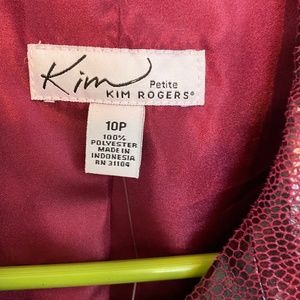 Kim
Petite
KIM ROGERS®
10P
100%
POLYESTER
MADE IN
INDONESIA
RN 31104